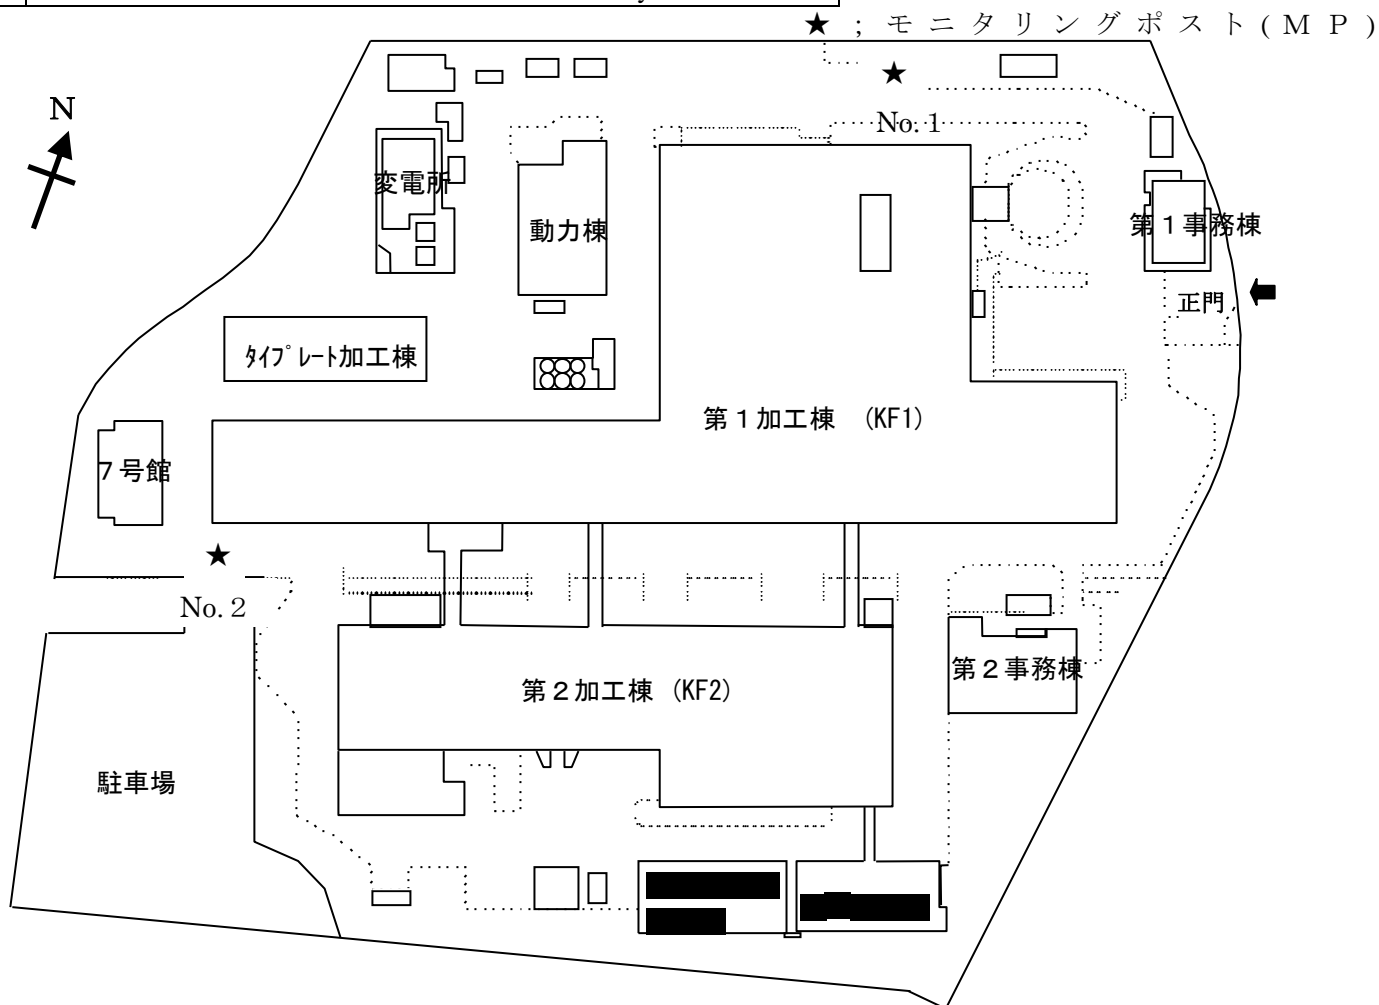 ★ ; モニタリングポスト(MP)
★
No.1
N
変電所
動力棟
第1事務棟
正門
ﾀｲﾌﾟﾚｰﾄ加工棟
第1加工棟 (KF1)
7号館
★
No.2
第2事務棟
第2加工棟 (KF2)
駐車場